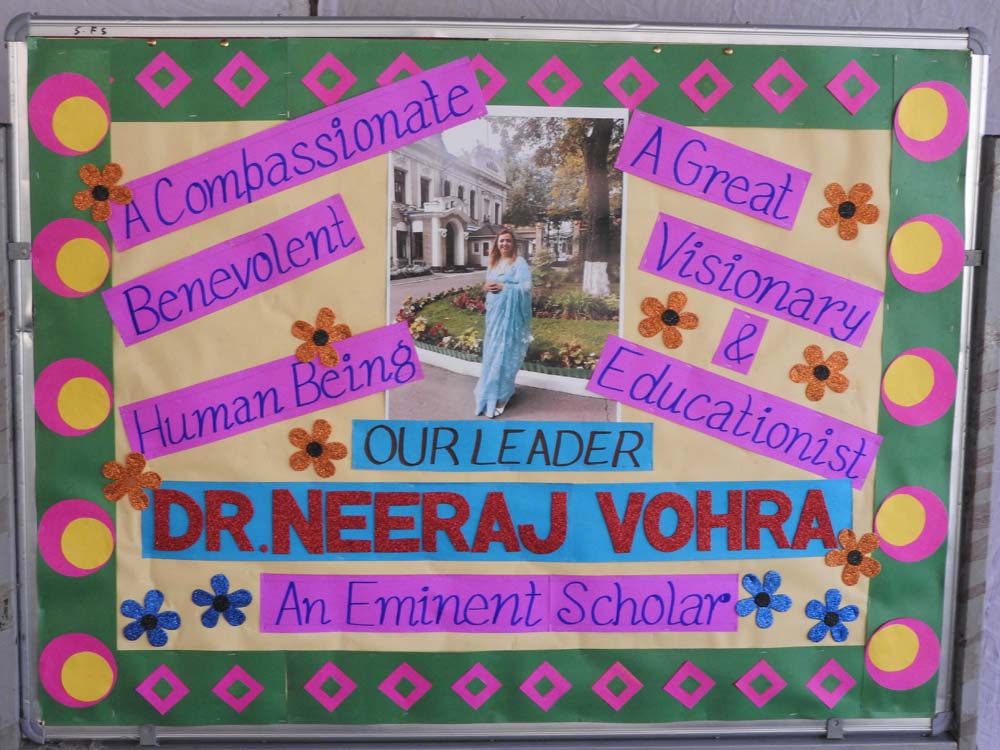 S.F.S
A Compassionate
Benevolent
Human Being
A Great
Visionary
&
Educationist
OUR LEADER
DR. NEERAJ VOHRA
An Eminent Scholar